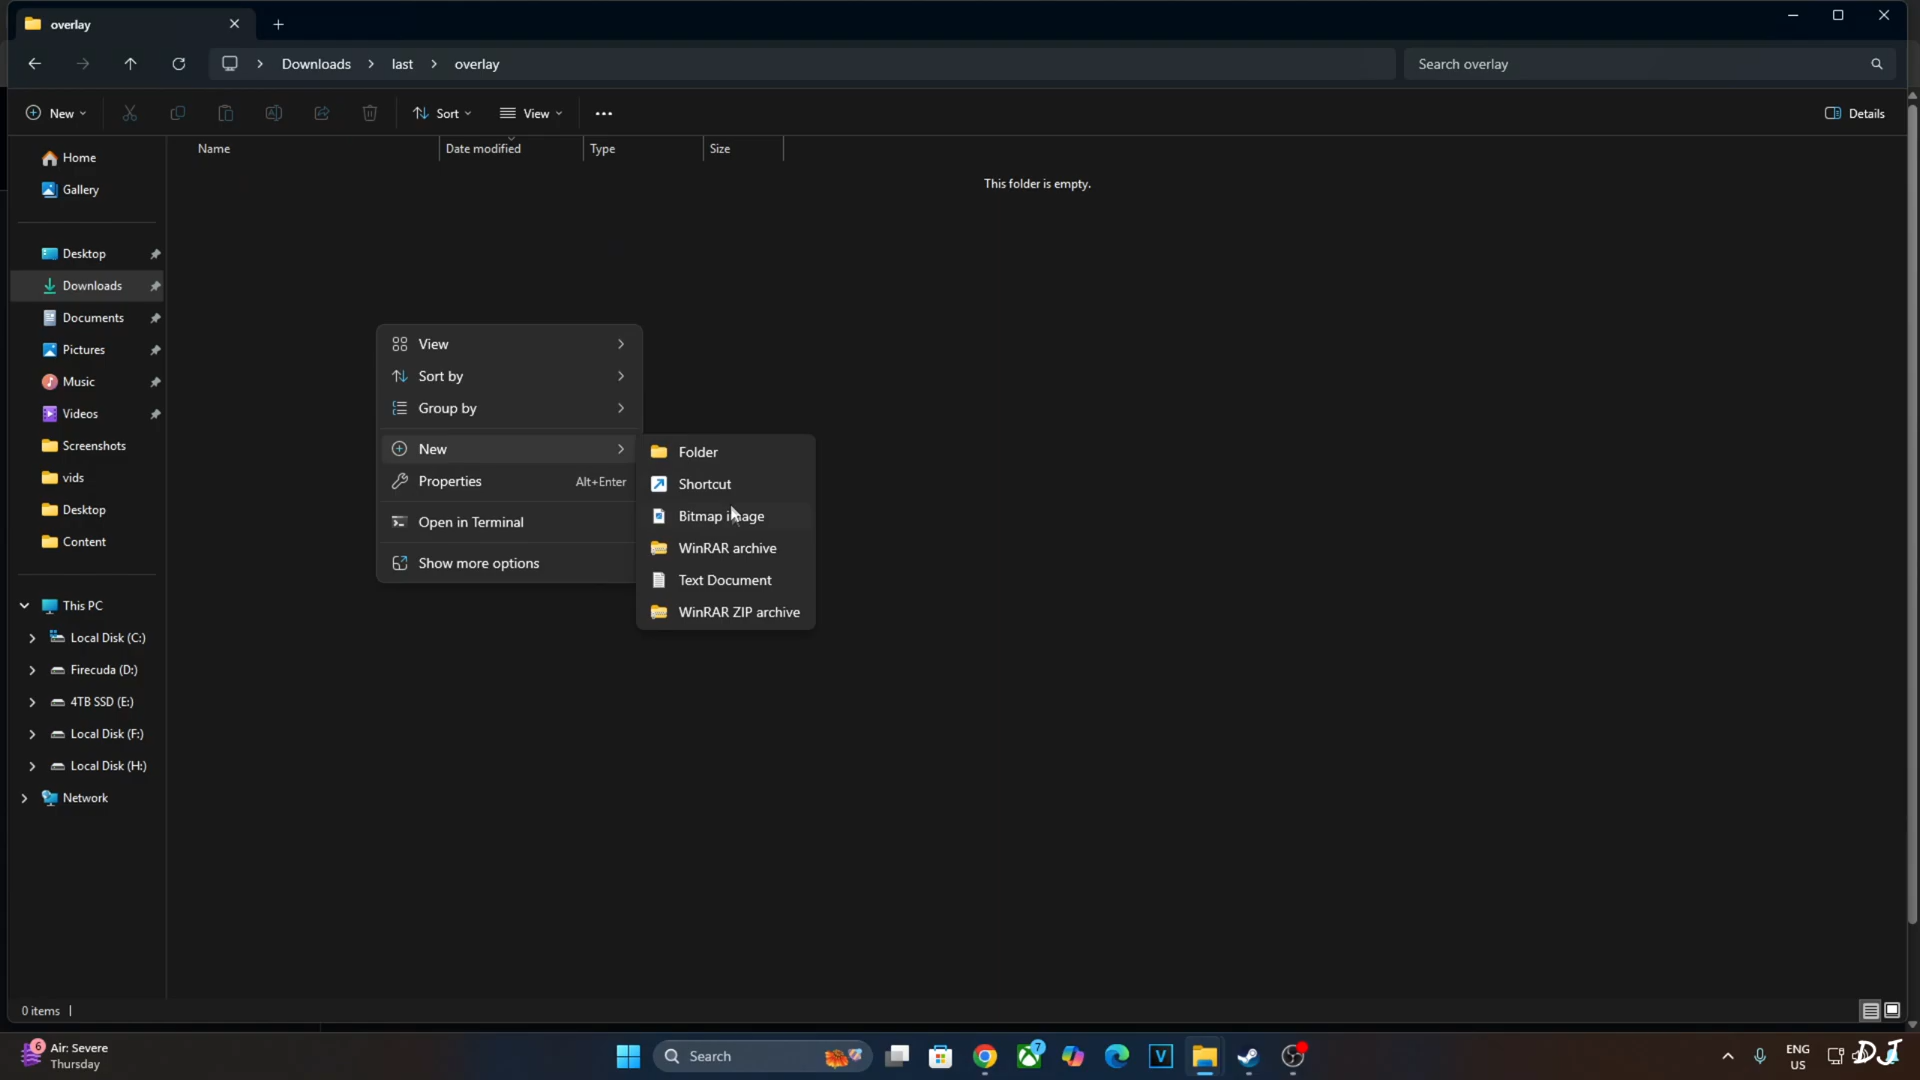 overlay
Downloads > last > overlay
Search overlay
New
Sort
View
Details
Name
Date modified
Type
Size
This folder is empty.
Home
Gallery
Desktop
Downloads
Documents
Pictures
Music
Videos
Screenshots
vids
Desktop
Content
This PC
Local Disk (C:)
Firecuda (D:)
4TB SSD (E:)
Local Disk (F:)
Local Disk (H:)
Network
View
Sort by
Group by
New
Properties Alt+Enter
Open in Terminal
Show more options
Folder
Shortcut
Bitmap image
WinRAR archive
Text Document
WinRAR ZIP archive
0 items
6
Air: Severe
Thursday
Search
7
V
ENG
US
DJ